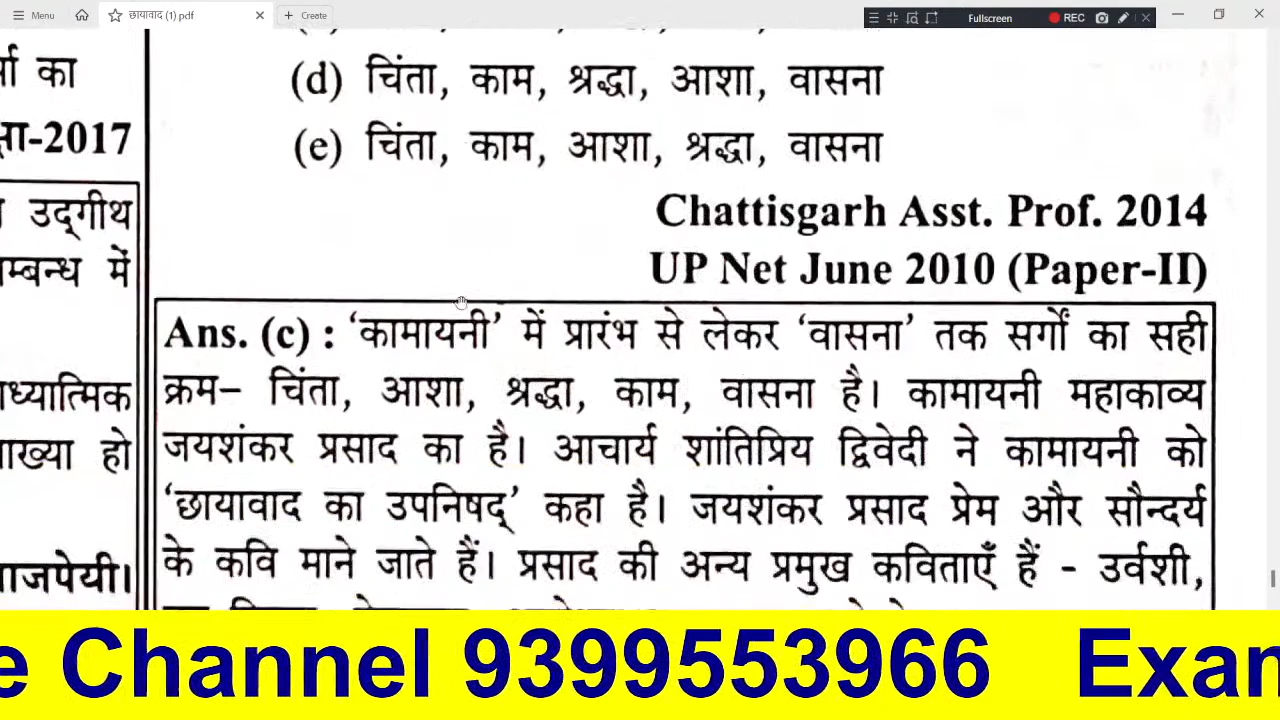 Menu
छायावाद (1) pdf
Create
Fullscreen
REC
र्मा का
क्षा-2017
उद्‌गीथ
म्बन्ध में
ाध्यात्मिक
ाख्या हो
ाजपेयी।
(d) चिंता, काम, श्रद्धा, आशा, वासना
(e) चिंता, काम, आशा, श्रद्धा, वासना
Chattisgarh Asst. Prof. 2014
UP Net June 2010 (Paper-II)
Ans. (c) : ‘कामायनी’ में प्रारंभ से लेकर ‘वासना’ तक सर्गों का सही
क्रम– चिंता, आशा, श्रद्धा, काम, वासना है। कामायनी महाकाव्य
जयशंकर प्रसाद का है। आचार्य शांतिप्रिय द्विवेदी ने कामायनी को
‘छायावाद का उपनिषद्’ कहा है। जयशंकर प्रसाद प्रेम और सौन्दर्य
के कवि माने जाते हैं। प्रसाद की अन्य प्रमुख कविताएँ हैं - उर्वशी,
e Channel 9399553966 Exan